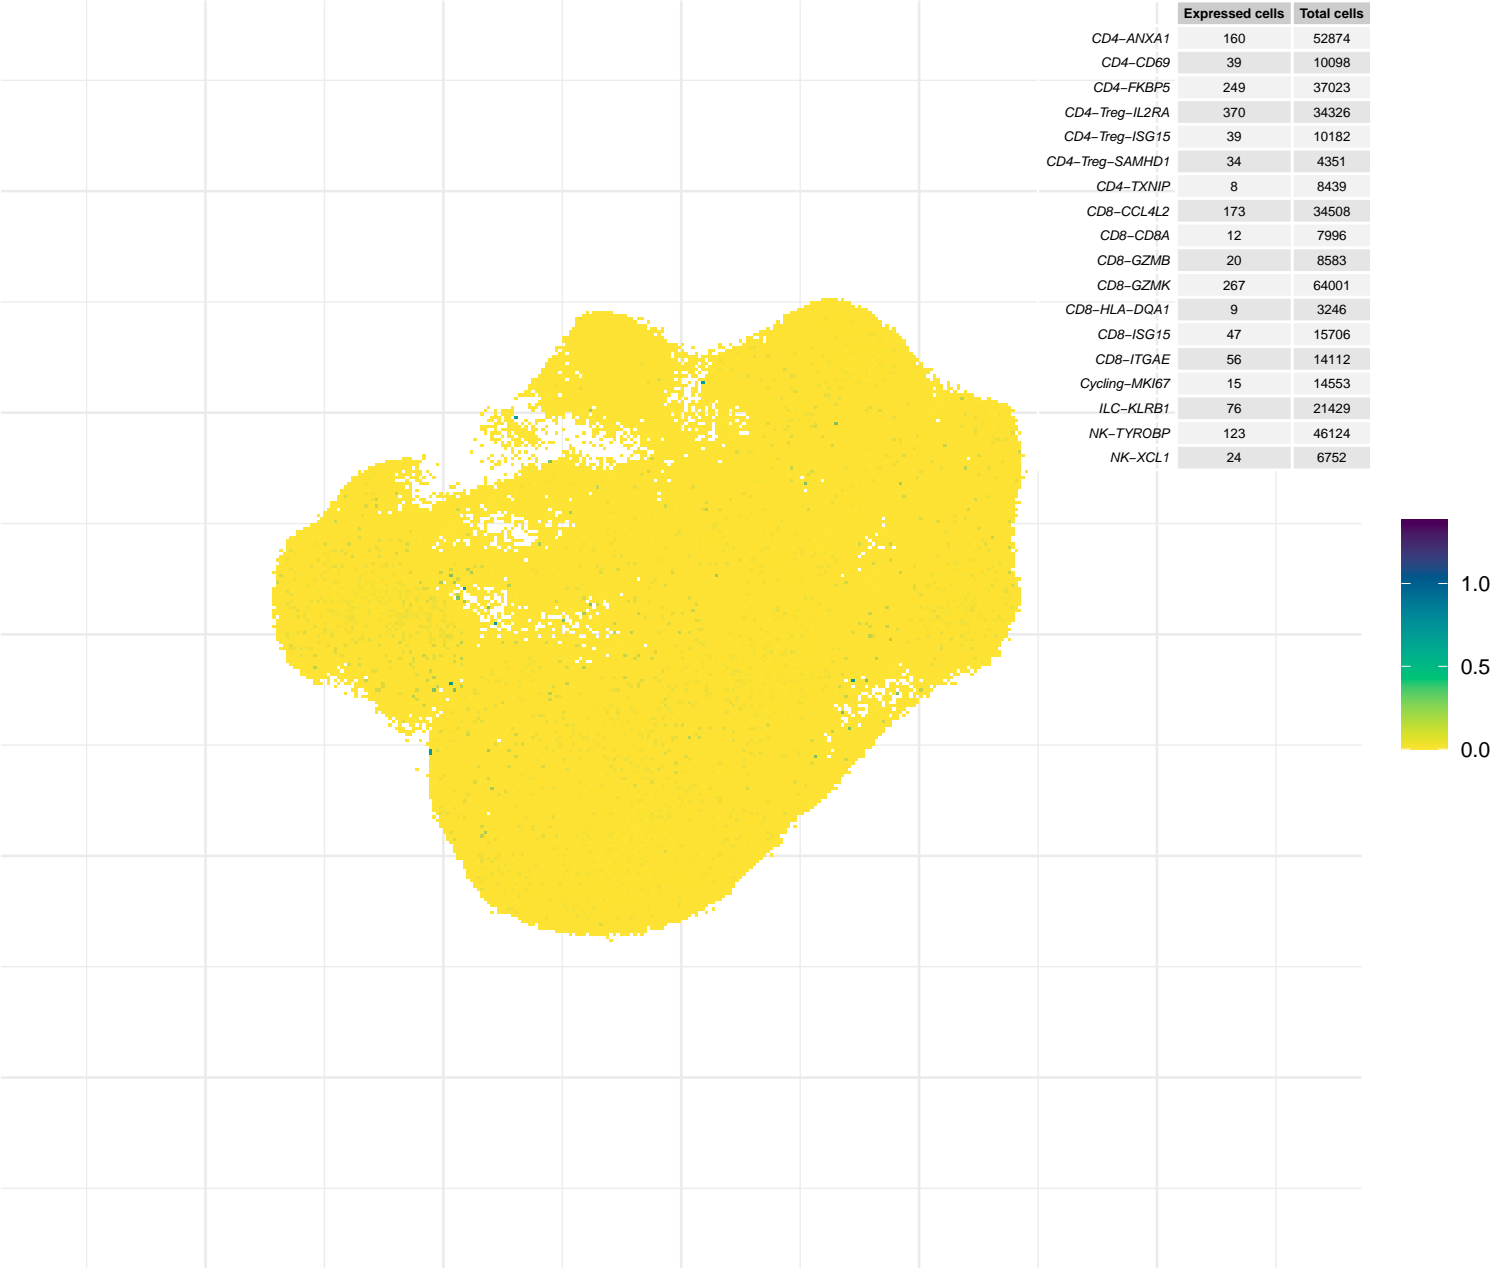 Expressed cells Total cells
CD4−ANXA1 160 52874
CD4−CD69 39 10098
CD4−FKBP5 249 37023
CD4−Treg−IL2RA 370 34326
CD4−Treg−ISG15 39 10182
CD4−Treg−SAMHD1 34 4351
CD4−TXNIP 8 8439
CD8−CCL4L2 173 34508
CD8−CD8A 12 7996
CD8−GZMB 20 8583
CD8−GZMK 267 64001
CD8−HLA−DQA1 9 3246
CD8−ISG15 47 15706
CD8−ITGAE 56 14112
Cycling−MKI67 15 14553
ILC−KLRB1 76 21429
NK−TYROBP 123 46124
NK−XCL1 24 6752
1.0
0.5
0.0